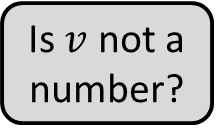 Is 𝑣 not a
number?